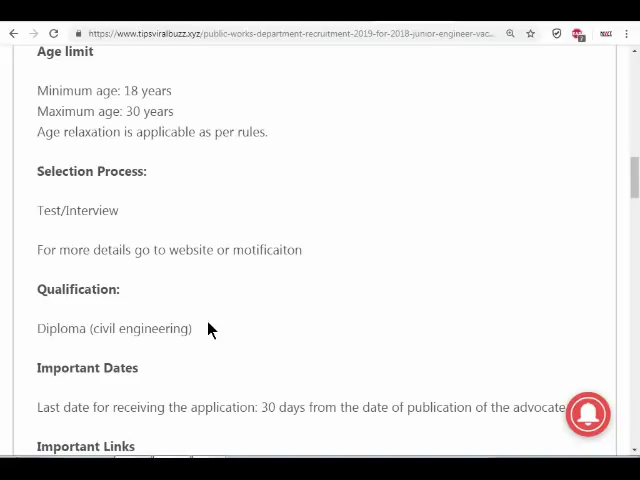 https://www.tipsviralbuzz.xyz/public-works-department-recruitment-2019-for-2018-junior-engineer-vac...
Age limit
Minimum age: 18 years
Maximum age: 30 years
Age relaxation is applicable as per rules.
Selection Process:
Test/Interview
For more details go to website or motificaiton
Qualification:
Diploma (civil engineering)
Important Dates
Last date for receiving the application: 30 days from the date of publication of the advocate
Important Links